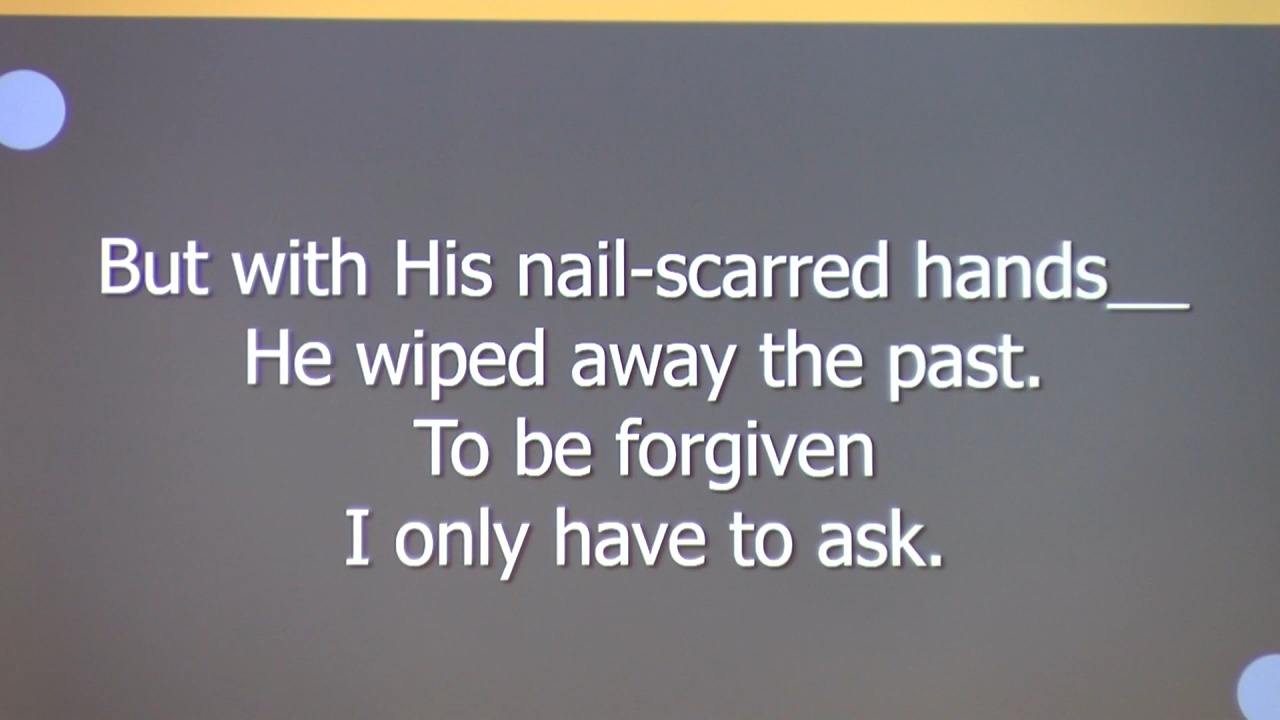 But with His nail-scarred hands__
He wiped away the past.
To be forgiven
I only have to ask.